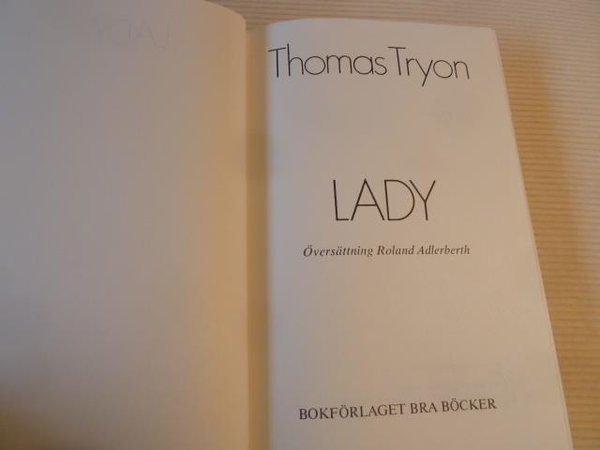 Thomas Tryon
LADY
Översättning Roland Adlerberth
BOKFÖRLAGET BRA BÖCKER